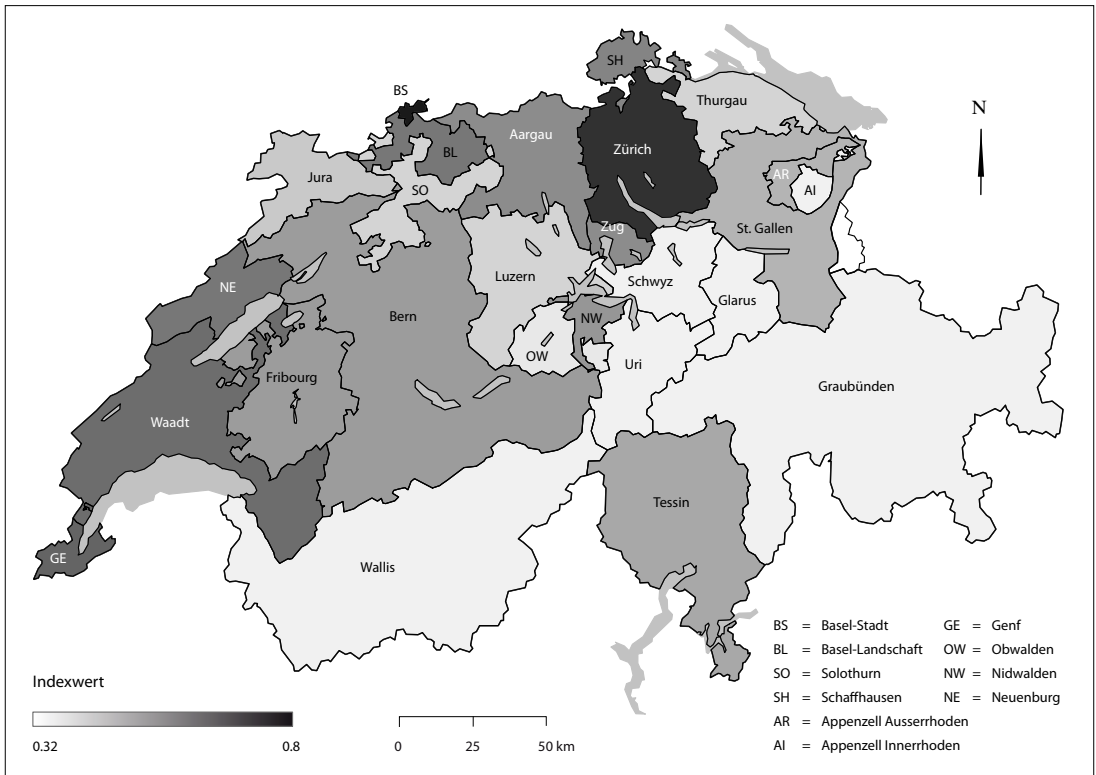 SH
BS
Thurgau
N
Aargau
Zürich
BL
Jura
AR
SO
AI
Zug
St. Gallen
Luzern
Schwyz
NE
Glarus
Bern
NW
OW
Uri
Fribourg
Graubünden
Waadt
Tessin
GE
Wallis
BS = Basel-Stadt GE = Genf
BL = Basel-Landschaft OW = Obwalden
SO = Solothurn NW = Nidwalden
SH = Schaffhausen NE = Neuenburg
AR = Appenzell Ausserrhoden
AI = Appenzell Innerrhoden
Indexwert
0.32 0.8
0 25 50 km